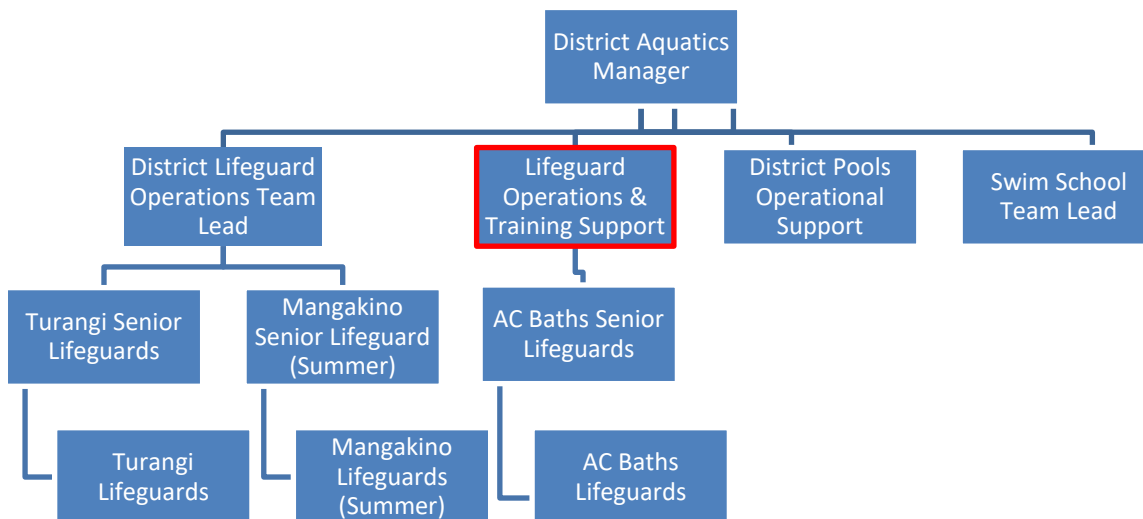 District Aquatics
Manager
District Lifeguard
Operations Team
Lead
Lifeguard
Operations &
Training Support
District Pools
Operational
Support
Swim School
Team Lead
Turangi Senior
Lifeguards
Mangakino
Senior Lifeguard
(Summer)
AC Baths Senior
Lifeguards
Turangi
Lifeguards
Mangakino
Lifeguards
(Summer)
AC Baths
Lifeguards